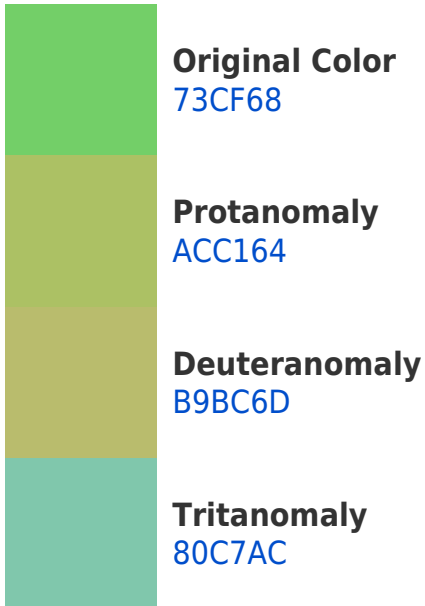 Original Color
73CF68
Protanomaly
ACC164
Deuteranomaly
B9BC6D
Tritanomaly
80C7AC